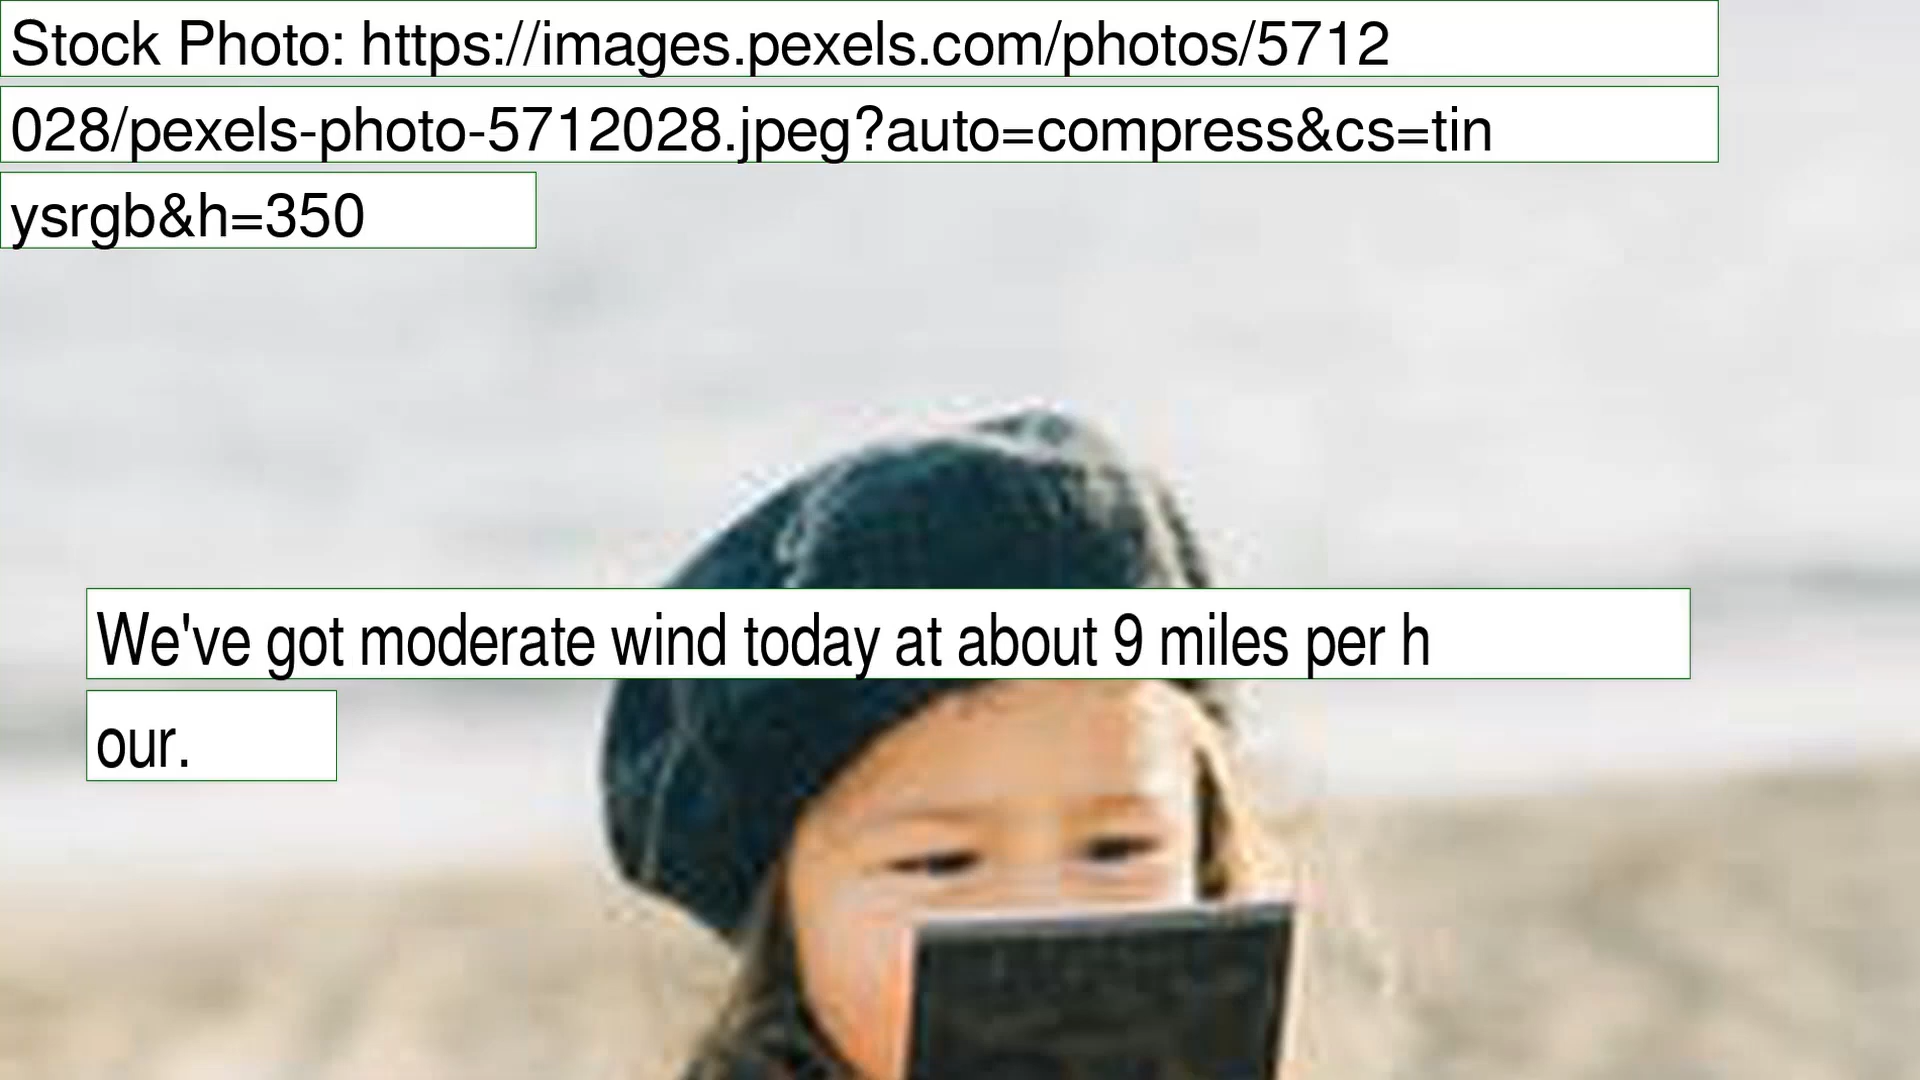 Stock Photo: https://images.pexels.com/photos/5712
028/pexels-photo-5712028.jpeg?auto=compress&cs=tin
ysrgb&h=350
We've got moderate wind today at about 9 miles per h
our.